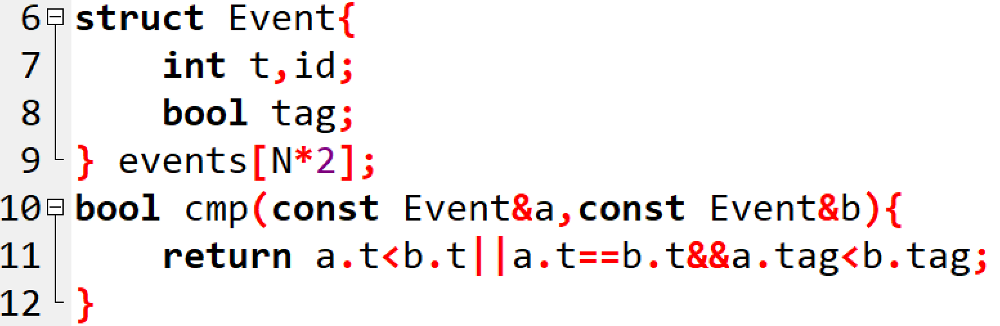 6 struct Event{
7     int t,id;
8     bool tag;
9 } events[N*2];
10 bool cmp(const Event&a,const Event&b){
11     return a.t<b.t||a.t==b.t&&a.tag<b.tag;
12 }